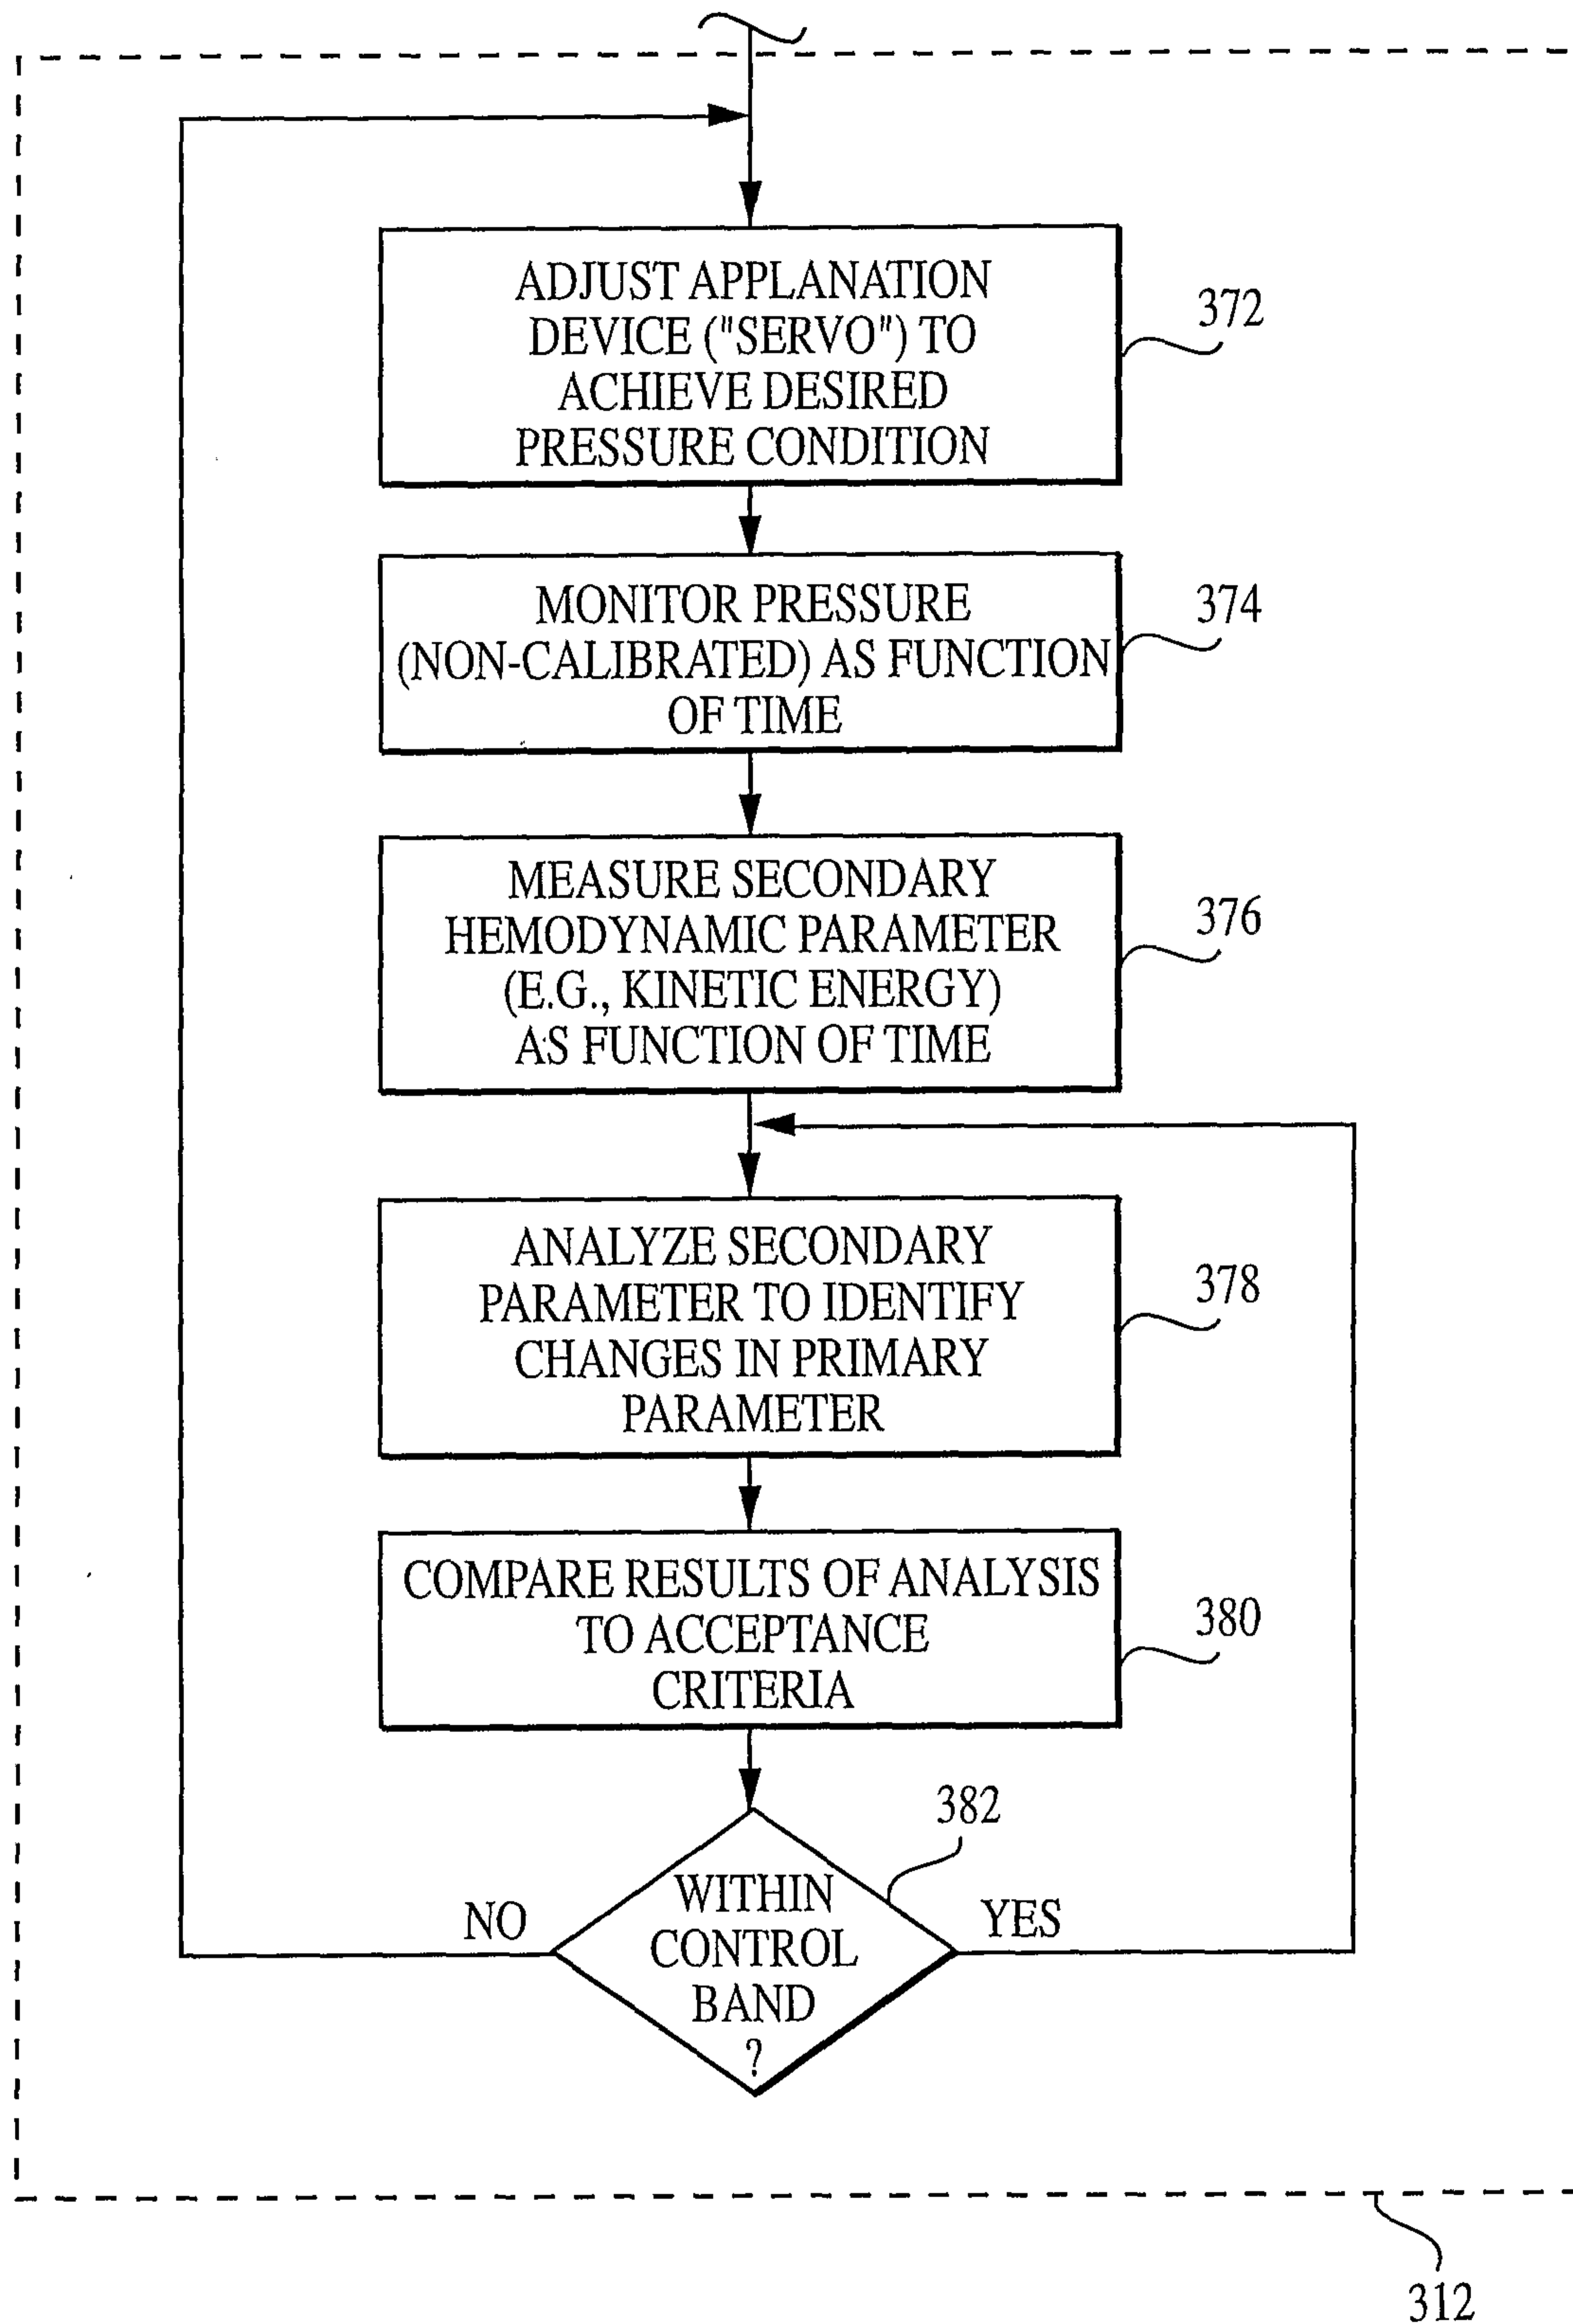 ADJUST APPLANATION
DEVICE ("SERVO") TO
ACHIEVE DESIRED
PRESSURE CONDITION
372
MONITOR PRESSURE
(NON-CALIBRATED) AS FUNCTION
OF TIME
374
MEASURE SECONDARY
HEMODYNAMIC PARAMETER
(E.G., KINETIC ENERGY)
AS FUNCTION OF TIME
376
ANALYZE SECONDARY
PARAMETER TO IDENTIFY
CHANGES IN PRIMARY
PARAMETER
378
COMPARE RESULTS OF ANALYSIS
TO ACCEPTANCE
CRITERIA
380
382
NO
WITHIN
CONTROL
BAND
?
YES
312